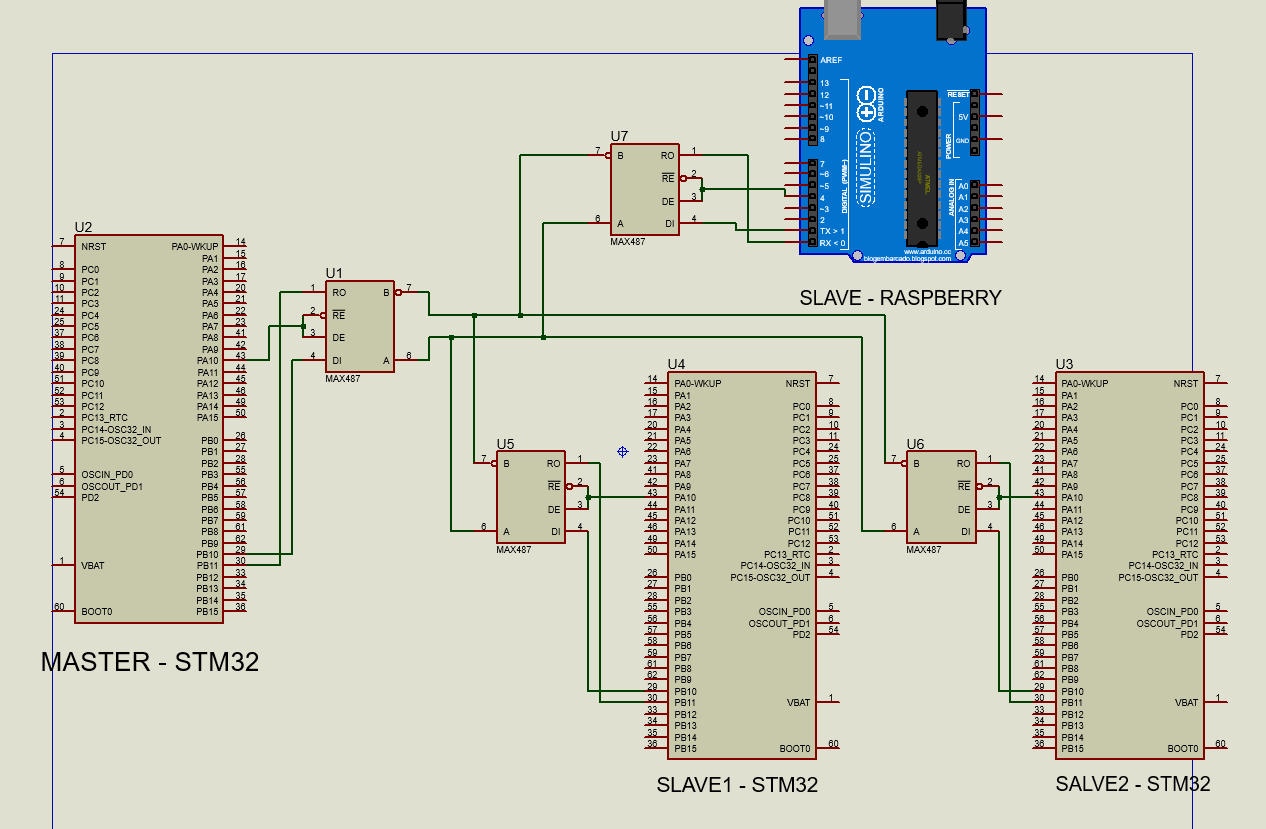 U2
7 NRST PA0-WKUP 14
PA1 15
8 PC0 PA2 16
9 PC1 PA3 17
10 PC2 PA4 20
11 PC3 PA5 21
24 PC4 PA6 22
25 PC5 PA7 23
37 PC6 PA8 41
38 PC7 PA9 42
39 PC8 PA10 43
40 PC9 PA11 44
51 PC10 PA12 45
52 PC11 PA13 46
53 PC12 PA14 49
2 PC13_RTC PA15 50
3 PC14-OSC32_IN
4 PC15-OSC32_OUT PB0 26
PB1 27
PB2 28
5 OSCIN_PD0 PB3 55
6 OSCOUT_PD1 PB4 56
54 PD2 PB5 57
PB6 58
PB7 59
PB8 61
PB9 62
PB10 29
1 VBAT PB11 30
PB12 33
PB13 34
PB14 35
60 BOOT0 PB15 36
MASTER - STM32
U1
1 RO B 7
2 RE
3 DE
4 DI A 6
MAX487
U7
7 B RO 1
RE 2
DE 3
6 A DI 4
MAX487
AREF
13
12
~11
~10
~9
8
7
~6
~5
4
~3
2
TX > 1
RX < 0
DIGITAL (PWM~)
ARDUINO
SIMULINO
RESET
5V
GND
POWER
A0
A1
A2
A3
A4
A5
ANALOG IN
www.arduino.cc
blogembarcado.blogspot.com
SLAVE - RASPBERRY
U5
7 B RO 1
RE 2
DE 3
6 A DI 4
MAX487
U4
14 PA0-WKUP NRST 7
15 PA1
16 PA2 PC0 8
17 PA3 PC1 9
20 PA4 PC2 10
21 PA5 PC3 11
22 PA6 PC4 24
23 PA7 PC5 25
41 PA8 PC6 37
42 PA9 PC7 38
43 PA10 PC8 39
44 PA11 PC9 40
45 PA12 PC10 51
46 PA13 PC11 52
49 PA14 PC12 53
50 PA15 PC13_RTC 2
PC14-OSC32_IN 3
26 PB0 PC15-OSC32_OUT 4
27 PB1
28 PB2
55 PB3 OSCIN_PD0 5
56 PB4 OSCOUT_PD1 6
57 PB5 PD2 54
58 PB6
59 PB7
61 PB8
62 PB9
29 PB10
30 PB11 VBAT 1
33 PB12
34 PB13
35 PB14
36 PB15 BOOT0 60
SLAVE1 - STM32
U6
7 B RO 1
RE 2
DE 3
6 A DI 4
MAX487
U3
14 PA0-WKUP NRST 7
15 PA1
16 PA2 PC0 8
17 PA3 PC1 9
20 PA4 PC2 10
21 PA5 PC3 11
22 PA6 PC4 24
23 PA7 PC5 25
41 PA8 PC6 37
42 PA9 PC7 38
43 PA10 PC8 39
44 PA11 PC9 40
45 PA12 PC10 51
46 PA13 PC11 52
49 PA14 PC12 53
50 PA15 PC13_RTC 2
PC14-OSC32_IN 3
26 PB0 PC15-OSC32_OUT 4
27 PB1
28 PB2
55 PB3 OSCIN_PD0 5
56 PB4 OSCOUT_PD1 6
57 PB5 PD2 54
58 PB6
59 PB7
61 PB8
62 PB9
29 PB10
30 PB11 VBAT 1
33 PB12
34 PB13
35 PB14
36 PB15 BOOT0 60
SALVE2 - STM32